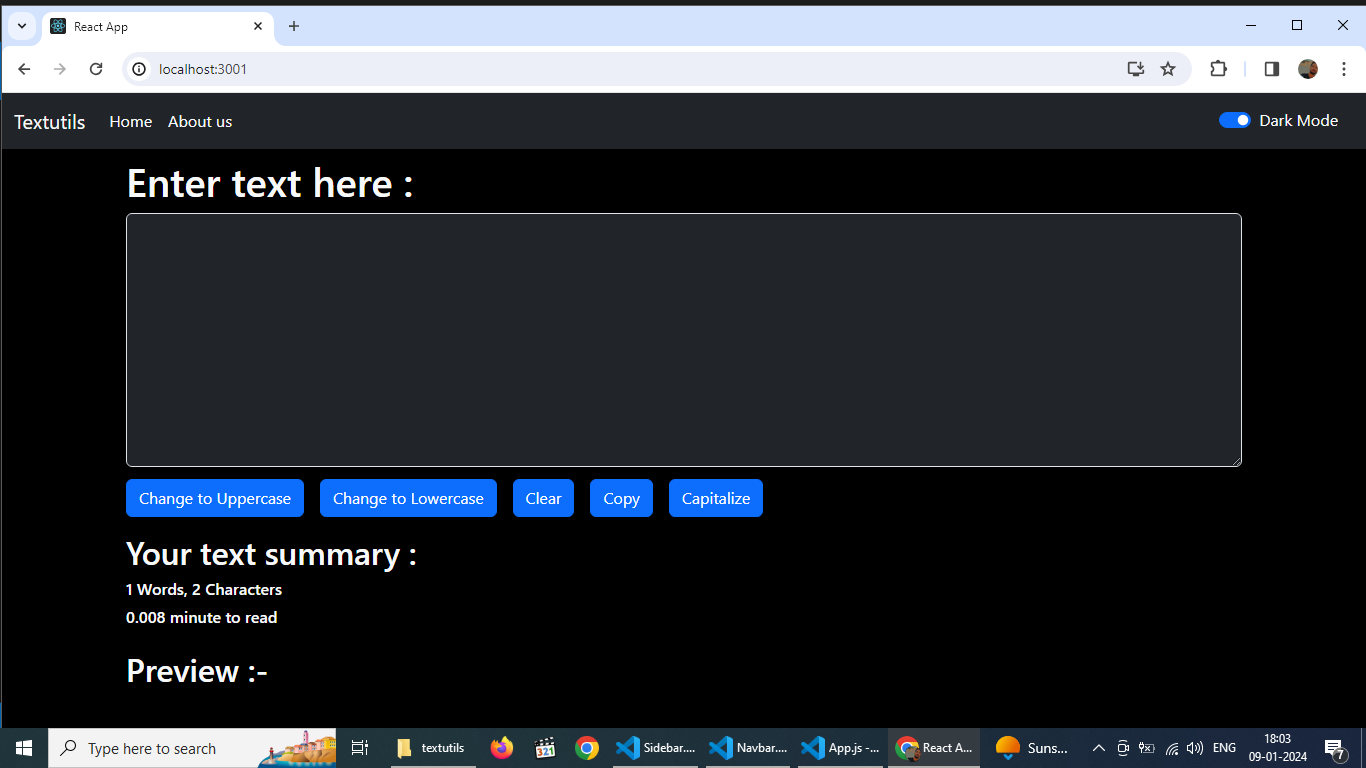 React App
localhost:3001
Textutils Home About us Dark Mode
Enter text here :
Change to Uppercase Change to Lowercase Clear Copy Capitalize
Your text summary :
1 Words, 2 Characters
0.008 minute to read
Preview :-
Type here to search textutils 321 Sidebar.... Navbar.... App.js -... React A... Suns... ENG 18:03
09-01-2024 7